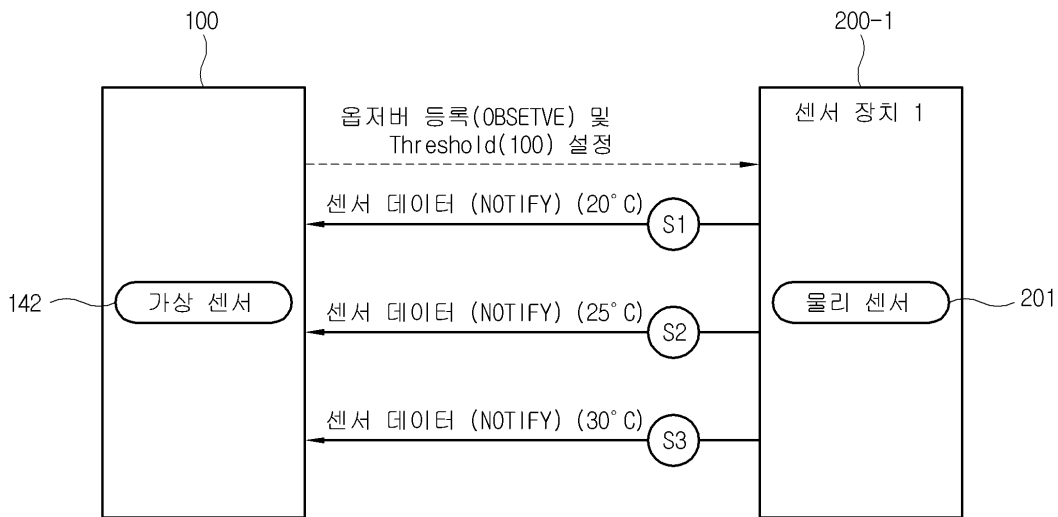 100
200-1
옵저버 등록(OBSETVE) 및
Threshold(100) 설정
센서 장치 1
센서 데이터 (NOTIFY) (20°C)
S1
142
가상 센서
물리 센서
201
센서 데이터 (NOTIFY) (25°C)
S2
센서 데이터 (NOTIFY) (30°C)
S3